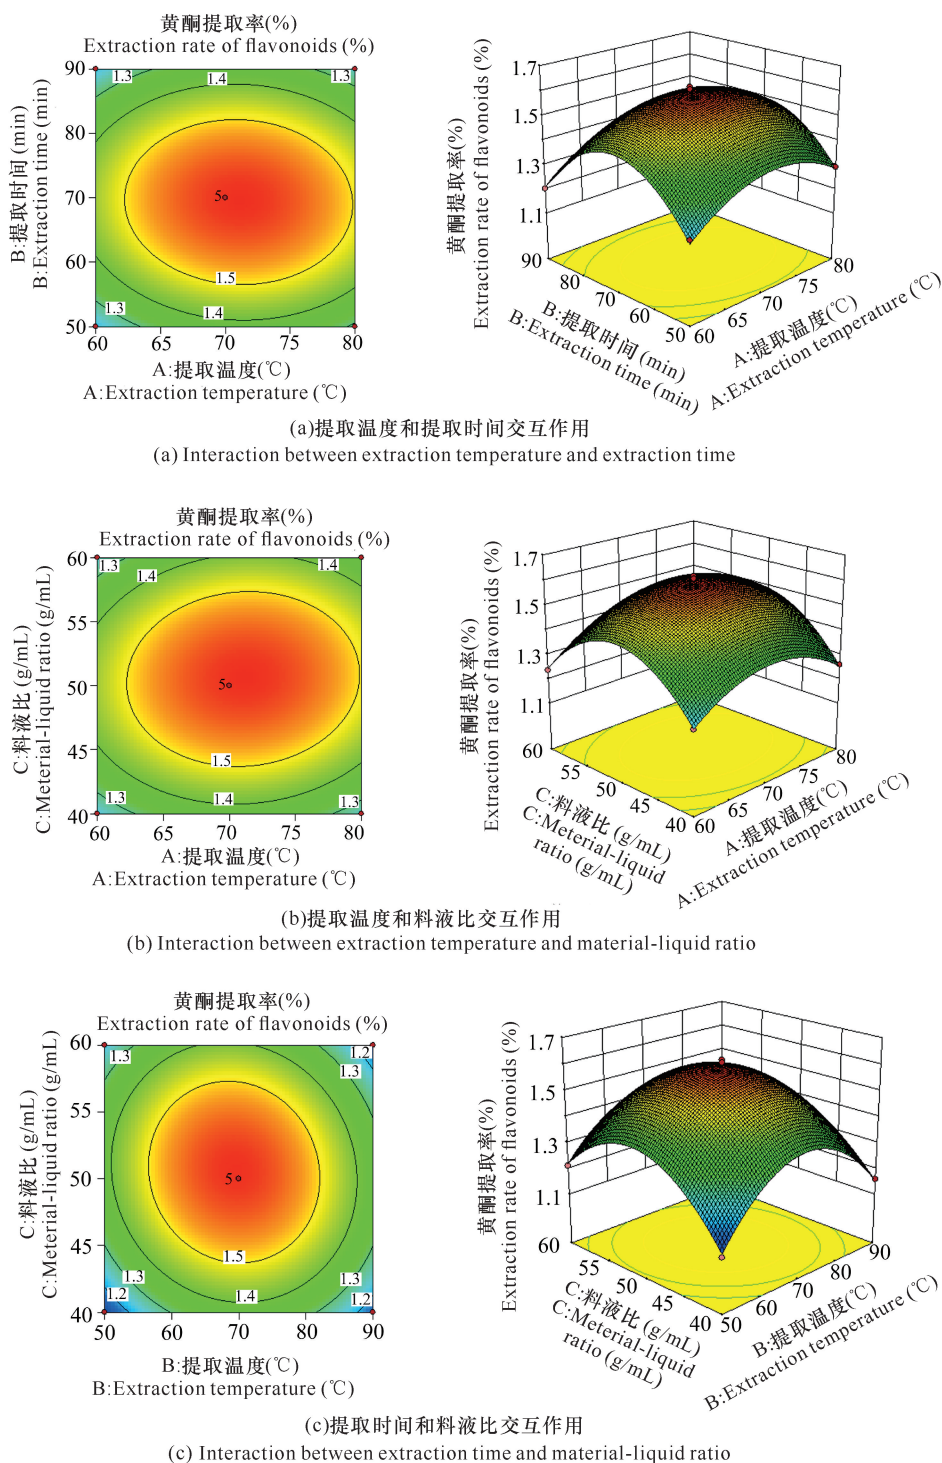 黄酮提取率(%)
Extraction rate of flavonoids (%)
90
80
70
60
50
B:提取时间 (min)
B:Extraction time (min)
1.3
1.4
1.3
5
1.5
1.3
1.4
60
65
70
75
80
A:提取温度(℃)
A:Extraction temperature (℃)
黄酮提取率(%)
Extraction rate of flavonoids (%)
1.7
1.5
1.3
1.1
90
80
70
60
50
B:提取时间 (min)
B:Extraction time (min)
60
65
70
75
80
A:提取温度(℃)
A:Extraction temperature (℃)
(a)提取温度和提取时间交互作用
(a) Interaction between extraction temperature and extraction time
黄酮提取率(%)
Extraction rate of flavonoids (%)
60
55
50
45
40
C:料液比 (g/mL)
C:Meterial-liquid ratio (g/mL)
1.3
1.4
1.4
5
1.5
1.3
1.4
1.3
60
65
70
75
80
A:提取温度(℃)
A:Extraction temperature (℃)
黄酮提取率(%)
Extraction rate of flavonoids (%)
1.7
1.5
1.3
1.1
60
55
50
45
40
C:料液比 (g/mL)
C:Meterial-liquid
ratio (g/mL)
60
65
70
75
80
A:提取温度(℃)
A:Extraction temperature (℃)
(b)提取温度和料液比交互作用
(b) Interaction between extraction temperature and material-liquid ratio
黄酮提取率(%)
Extraction rate of flavonoids (%)
60
55
50
45
40
C:料液比 (g/mL)
C:Meterial-liquid ratio (g/mL)
1.3
1.2
1.3
5
1.5
1.3
1.2
1.4
1.3
1.2
50
60
70
80
90
B:提取温度(℃)
B:Extraction temperature (℃)
黄酮提取率(%)
Extraction rate of flavonoids (%)
1.7
1.5
1.3
1.1
60
55
50
45
40
C:料液比 (g/mL)
C:Meterial-liquid
ratio (g/mL)
50
60
70
80
90
B:提取温度(℃)
B:Extraction temperature (℃)
(c)提取时间和料液比交互作用
(c) Interaction between extraction time and material-liquid ratio